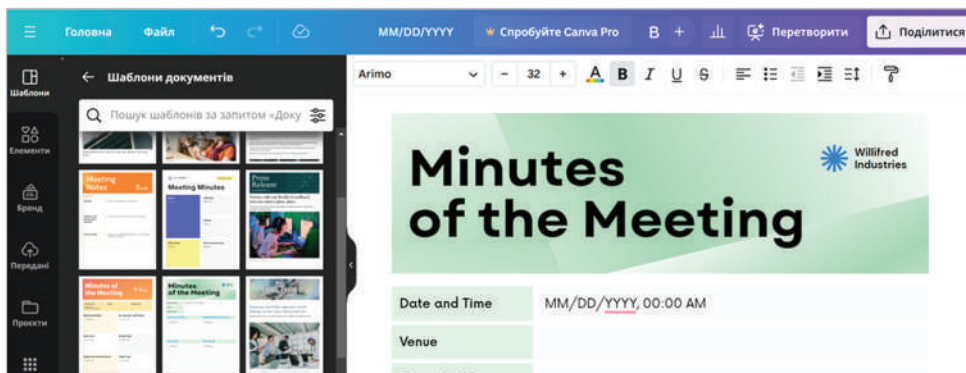 Головна Файл MM/DD/YYYY Спробуйте Canva Pro B + Перетворити Поділитися
Шаблони
Елементи
Бренд
Передані
Проєкти
← Шаблони документів
Пошук шаблонів за запитом «Доку
Meeting
Notes
Meeting Minutes
Press
Release
Minutes of
the Meeting
Minutes
of the Meeting
Arimo – 32 + A B I U S
Minutes
of the Meeting
Willifred
Industries
Date and Time MM/DD/YYYY, 00:00 AM
Venue